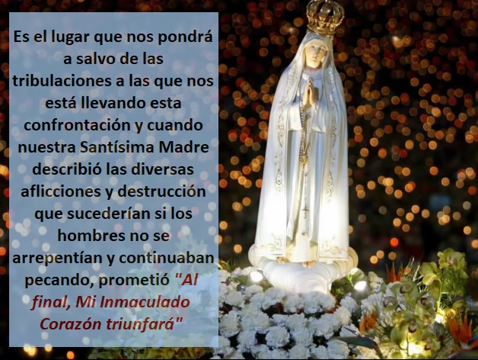 Es el lugar que nos pondrá
a salvo de las
tribulaciones a las que nos
está llevando esta
confrontación y cuando
nuestra Santísima Madre
describió las diversas
aflicciones y destrucción
que sucederían si los
hombres no se
arrepentían y continuaban
pecando, prometió "Al
final, Mi Inmaculado
Corazón triunfará"